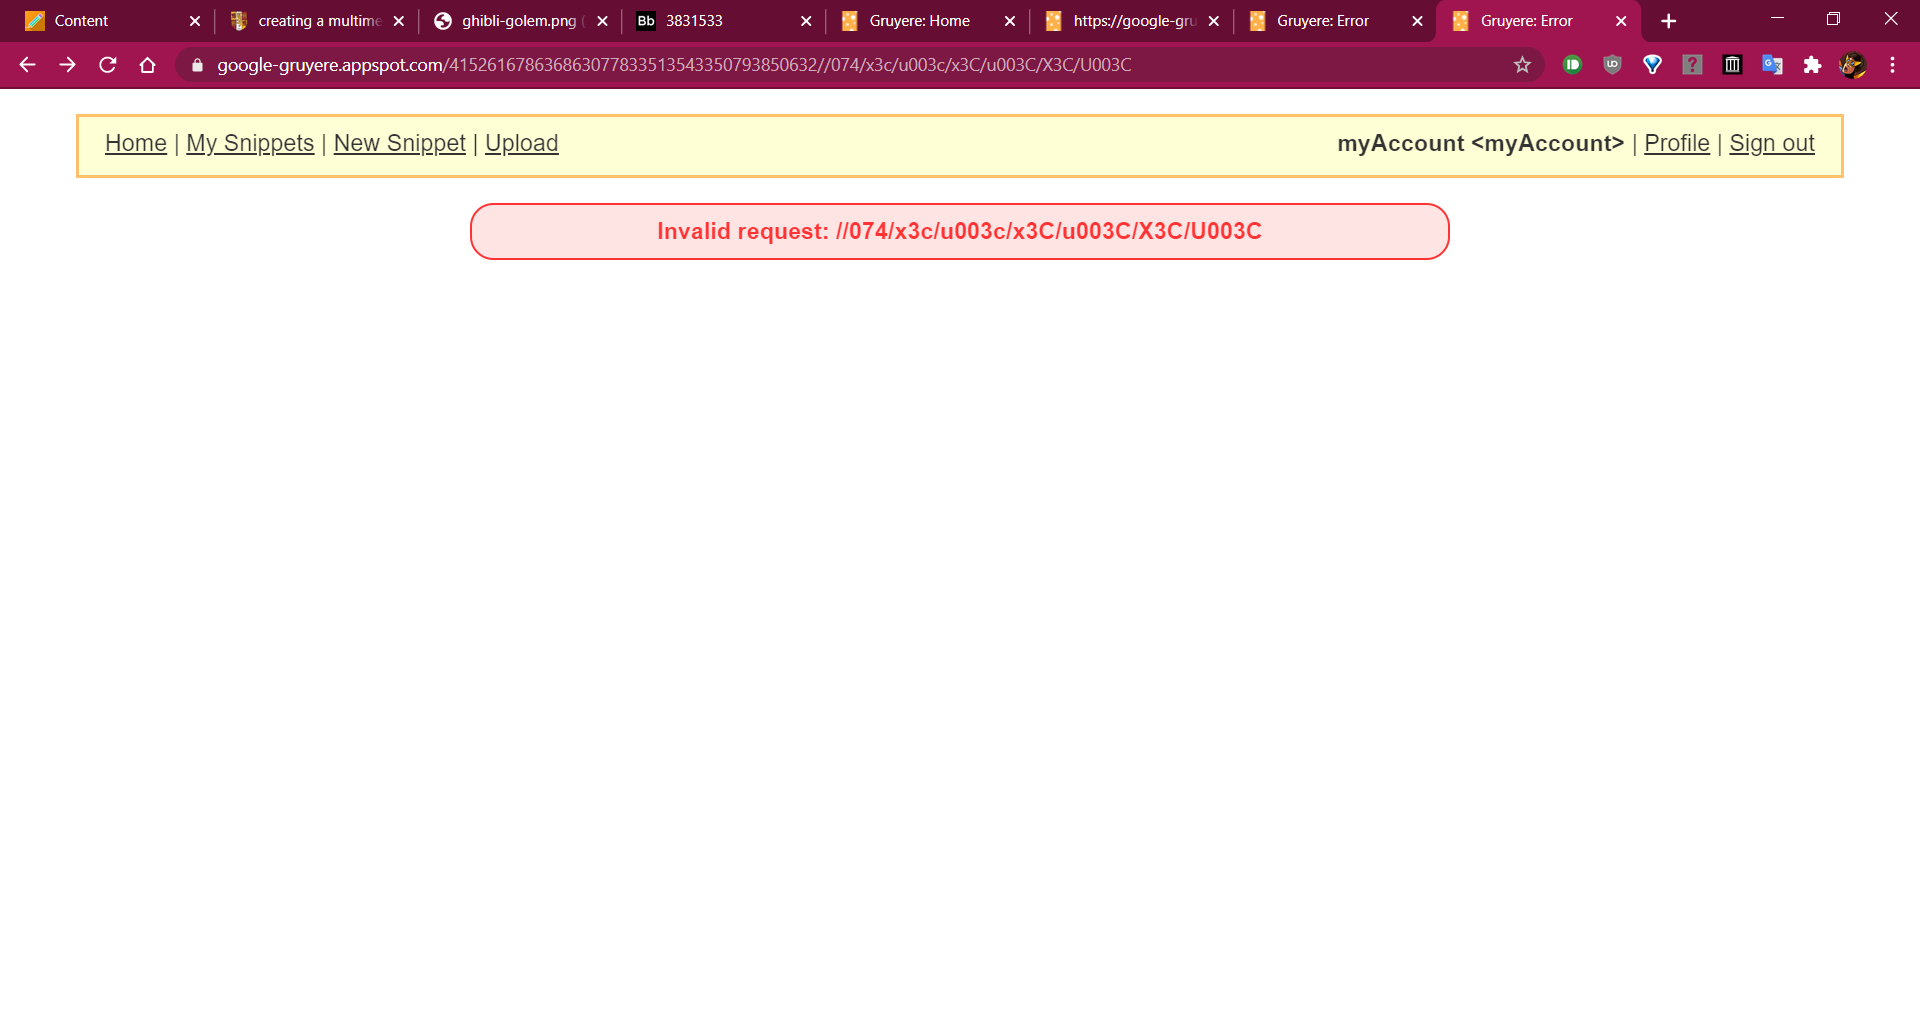 Content
creating a multime
ghibli-golem.png (
Bb 3831533
Gruyere: Home
https://google-gru
Gruyere: Error
Gruyere: Error
google-gruyere.appspot.com/415261678636863077833513543350793850632//074/x3c/u003c/x3C/u003C/X3C/U003C
Home | My Snippets | New Snippet | Upload
myAccount <myAccount> | Profile | Sign out
Invalid request: //074/x3c/u003c/x3C/u003C/X3C/U003C